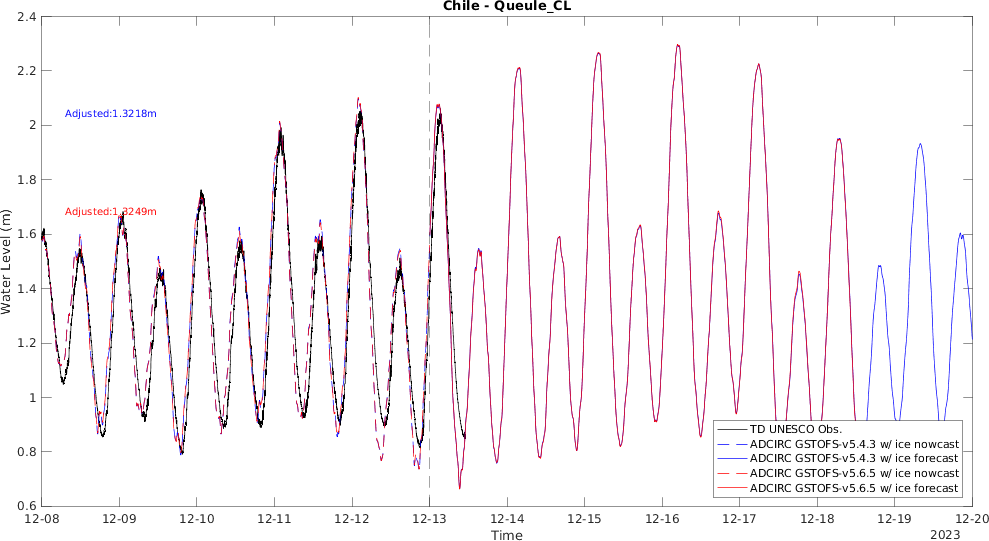 Chile - Queule_CL
2.4
2.2
2
1.8
1.6
1.4
1.2
1
0.8
0.6
Water Level (m)
Adjusted:1.3218m
Adjusted:1.3249m
TD UNESCO Obs.
ADCIRC GSTOFS-v5.4.3 w/ ice nowcast
ADCIRC GSTOFS-v5.4.3 w/ ice forecast
ADCIRC GSTOFS-v5.6.5 w/ ice nowcast
ADCIRC GSTOFS-v5.6.5 w/ ice forecast
12-08 12-09 12-10 12-11 12-12 12-13 12-14 12-15 12-16 12-17 12-18 12-19 12-20
Time
2023